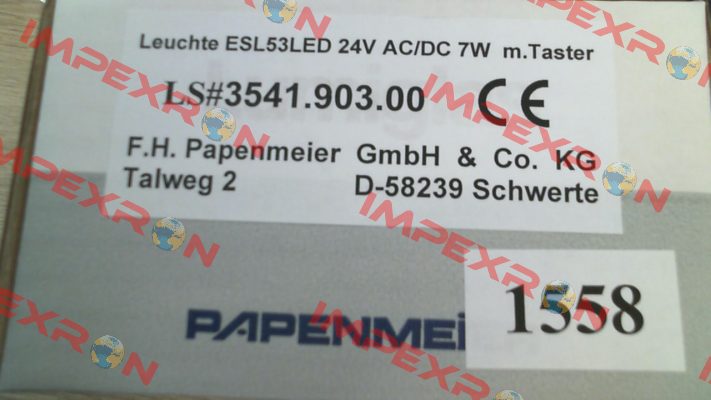 Leuchte ESL53LED 24V AC/DC 7W m.Taster
LS#3541.903.00 CE
F.H. Papenmeier GmbH & Co. KG
Talweg 2 D-58239 Schwerte
PAPENMEI
1558
IMPEXRON